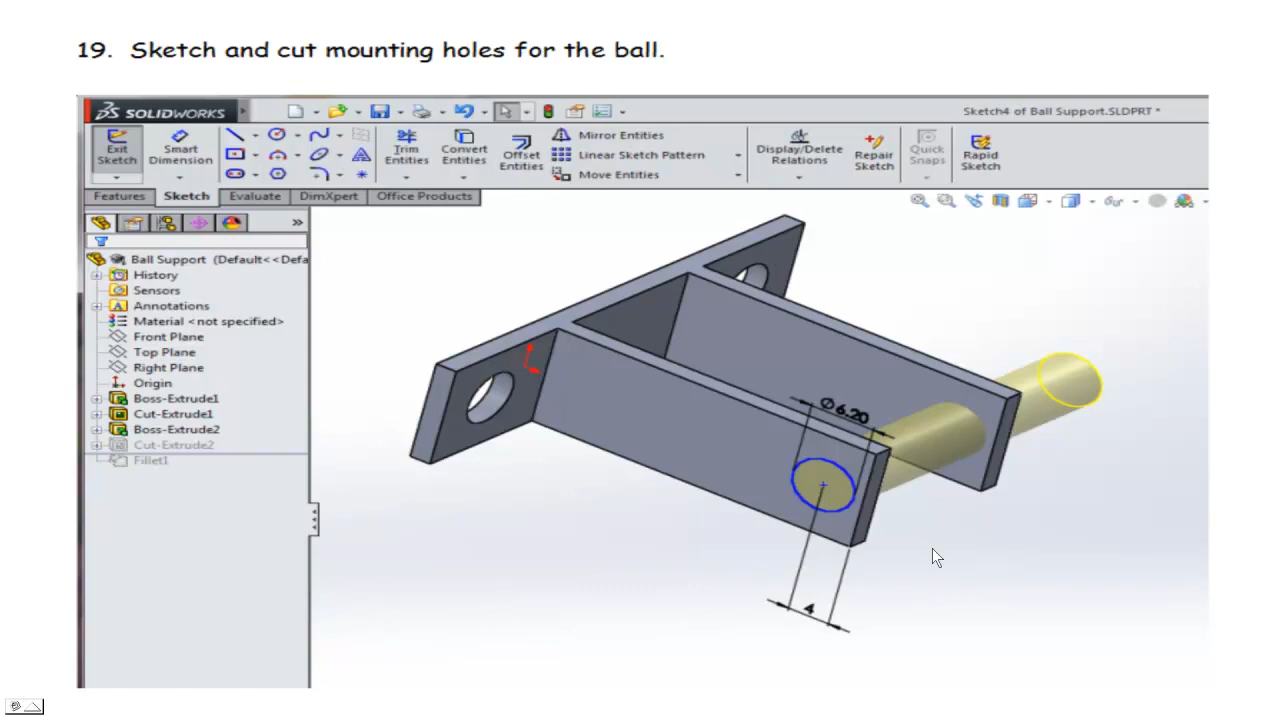 19. Sketch and cut mounting holes for the ball.
SOLIDWORKS
Sketch4 of Ball Support.SLDPRT *
Exit Sketch
Smart Dimension
Trim Entities
Convert Entities
Offset Entities
Mirror Entities
Linear Sketch Pattern
Move Entities
Display/Delete Relations
Repair Sketch
Quick Snaps
Rapid Sketch
Features
Sketch
Evaluate
DimXpert
Office Products
»
Ball Support (Default<<Defa
History
Sensors
Annotations
Material <not specified>
Front Plane
Top Plane
Right Plane
Origin
Boss-Extrude1
Cut-Extrude1
Boss-Extrude2
Cut-Extrude2
Fillet1
Ø6.20
4